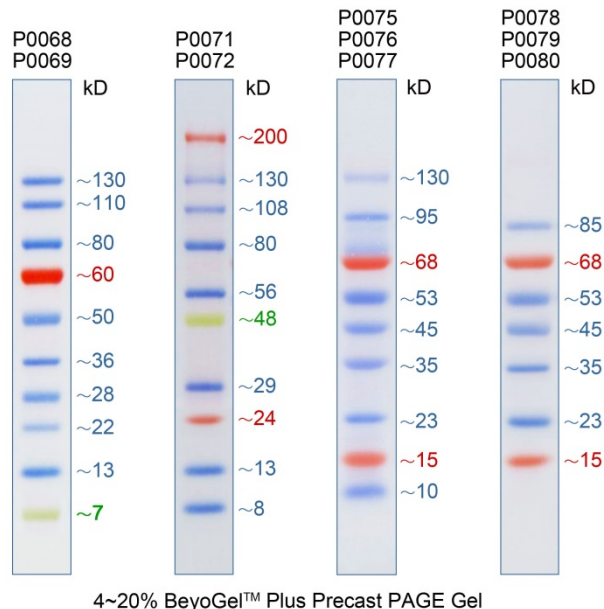 P0068
P0069
kD
~130
~110
~80
~60
~50
~36
~28
~22
~13
~7
P0071
P0072
kD
~200
~130
~108
~80
~56
~48
~29
~24
~13
~8
P0075
P0076
P0077
kD
~130
~95
~68
~53
~45
~35
~23
~15
~10
P0078
P0079
P0080
kD
~85
~68
~53
~45
~35
~23
~15
4~20% BeyoGel™ Plus Precast PAGE Gel